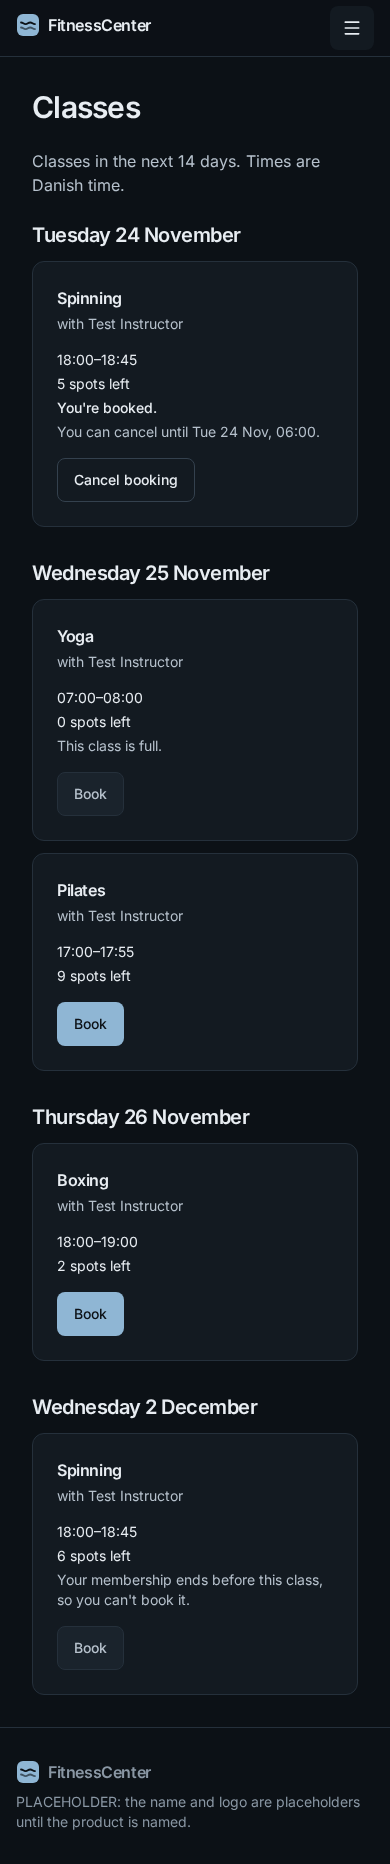 FitnessCenter
Classes
Classes in the next 14 days. Times are
Danish time.
Tuesday 24 November
Spinning
with Test Instructor
18:00–18:45
5 spots left
You're booked.
You can cancel until Tue 24 Nov, 06:00.
Cancel booking
Wednesday 25 November
Yoga
with Test Instructor
07:00–08:00
0 spots left
This class is full.
Book
Pilates
with Test Instructor
17:00–17:55
9 spots left
Book
Thursday 26 November
Boxing
with Test Instructor
18:00–19:00
2 spots left
Book
Wednesday 2 December
Spinning
with Test Instructor
18:00–18:45
6 spots left
Your membership ends before this class,
so you can't book it.
Book
FitnessCenter
PLACEHOLDER: the name and logo are placeholders
until the product is named.